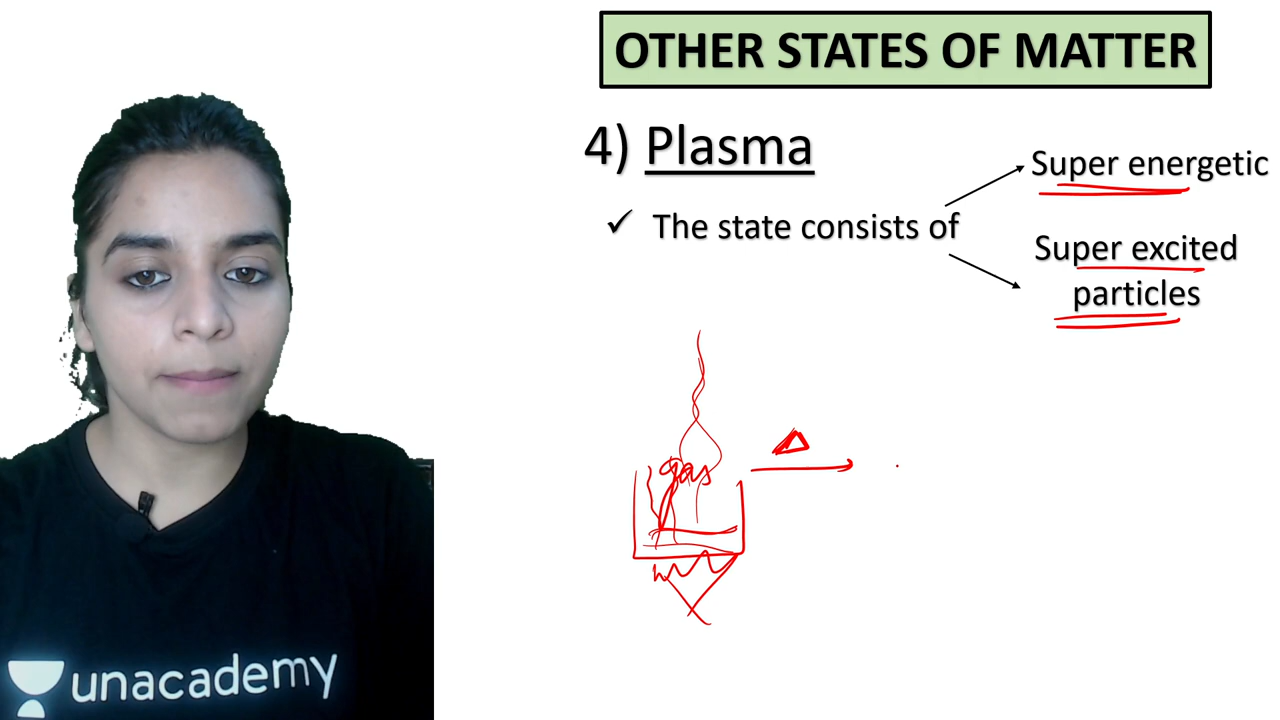 OTHER STATES OF MATTER
4) Plasma
✓ The state consists of
Super energetic
Super excited
particles
gas
Δ
unacademy